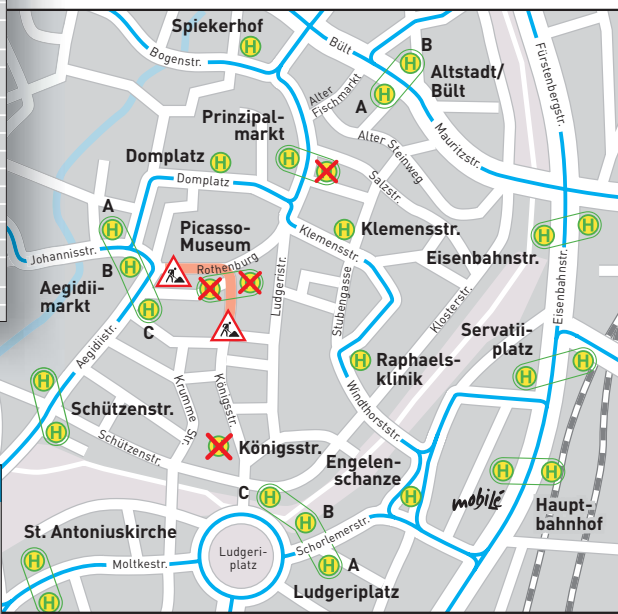 Spiekerhof
H
Bogenstr.
Bült
B
H
Altstadt/
Bült
A
H
Fürstenbergstr.
Alter
Fischmarkt
Prinzipal-
markt
H
H
Alter Steinweg
Mauritzstr.
Salzstr.
Domplatz
H
Domplatz
A
H
Picasso-
Museum
Klemensstr.
H
Klemensstr.
H
H
Eisenbahnstr.
Johannisstr.
B
H
Aegidii-
markt
Rothenburg
H
H
C
H
Ludgeristr.
Stubengasse
Klosterstr.
Eisenbahnstr.
Servatii-
platz
H
H
Aegidiistr.
H
Raphaels-
klinik
H
H
Schützenstr.
Krumme Str.
Königsstr.
Windthorststr.
Schützenstr.
H
Königsstr.
Engelen-
schanze
H
H
H
mobilé
Haupt-
bahnhof
C
H
B
H
St. Antoniuskirche
H
H
Moltkestr.
Ludgeri-
platz
Schorlemerstr.
H
A
Ludgeriplatz